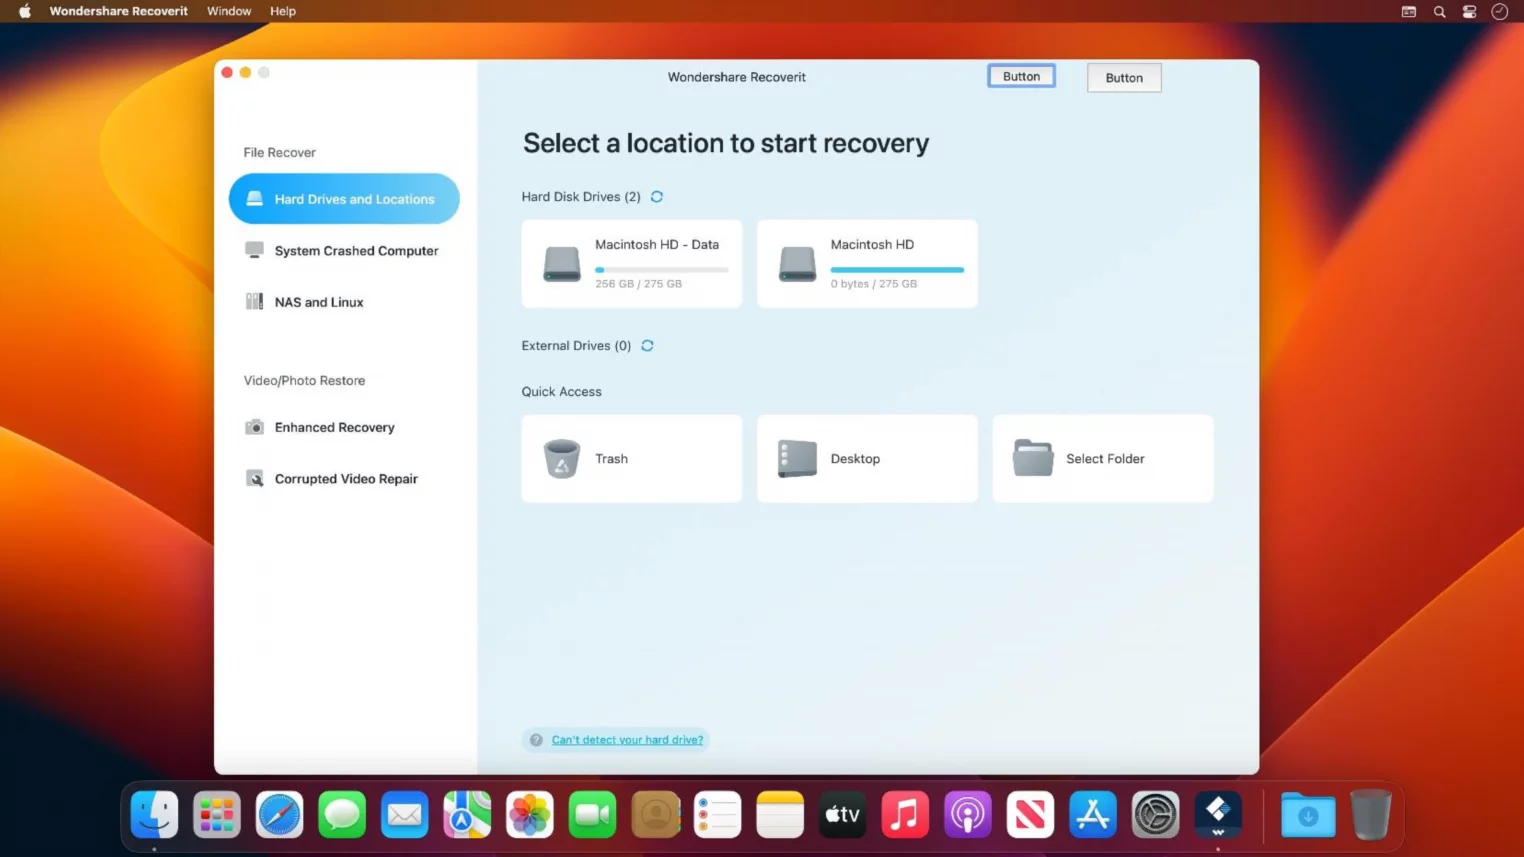 Wondershare Recoverit Window Help
Wondershare Recoverit
Button
Button
File Recover
Hard Drives and Locations
System Crashed Computer
NAS and Linux
Video/Photo Restore
Enhanced Recovery
Corrupted Video Repair
Select a location to start recovery
Hard Disk Drives (2)
Macintosh HD - Data
256 GB / 275 GB
Macintosh HD
0 bytes / 275 GB
External Drives (0)
Quick Access
Trash
Desktop
Select Folder
? Can't detect your hard drive?
tv